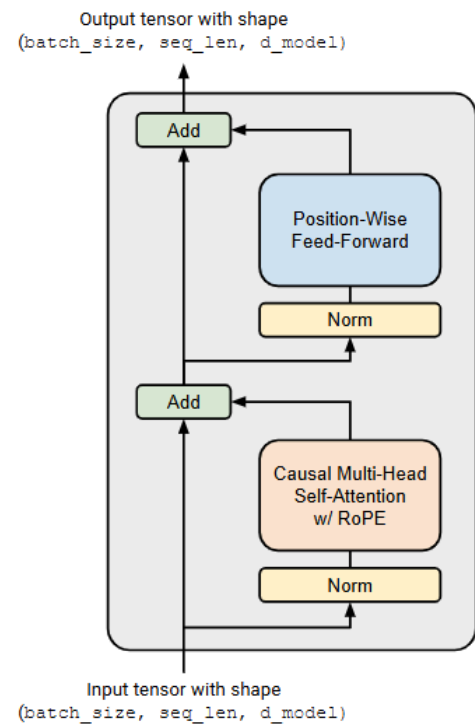 Output tensor with shape
(batch_size, seq_len, d_model)
Add
Position-Wise
Feed-Forward
Norm
Add
Causal Multi-Head
Self-Attention
w/ RoPE
Norm
Input tensor with shape
(batch_size, seq_len, d_model)